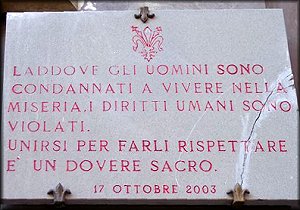 LADDOVE GLI UOMINI SONO
CONDANNATI A VIVERE NELLA
MISERIA, I DIRITTI UMANI SONO
VIOLATI.
UNIRSI PER FARLI RISPETTARE
E' UN DOVERE SACRO.
17 OTTOBRE 2003